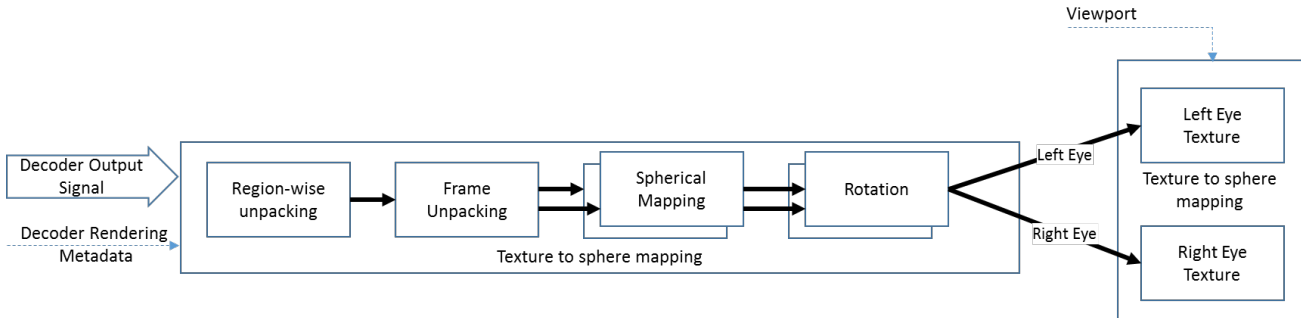 Viewport
Decoder Output
Signal
Decoder Rendering
Metadata
Region-wise
unpacking
Frame
Unpacking
Spherical
Mapping
Rotation
Texture to sphere mapping
Left Eye
Right Eye
Left Eye
Texture
Texture to sphere
mapping
Right Eye
Texture